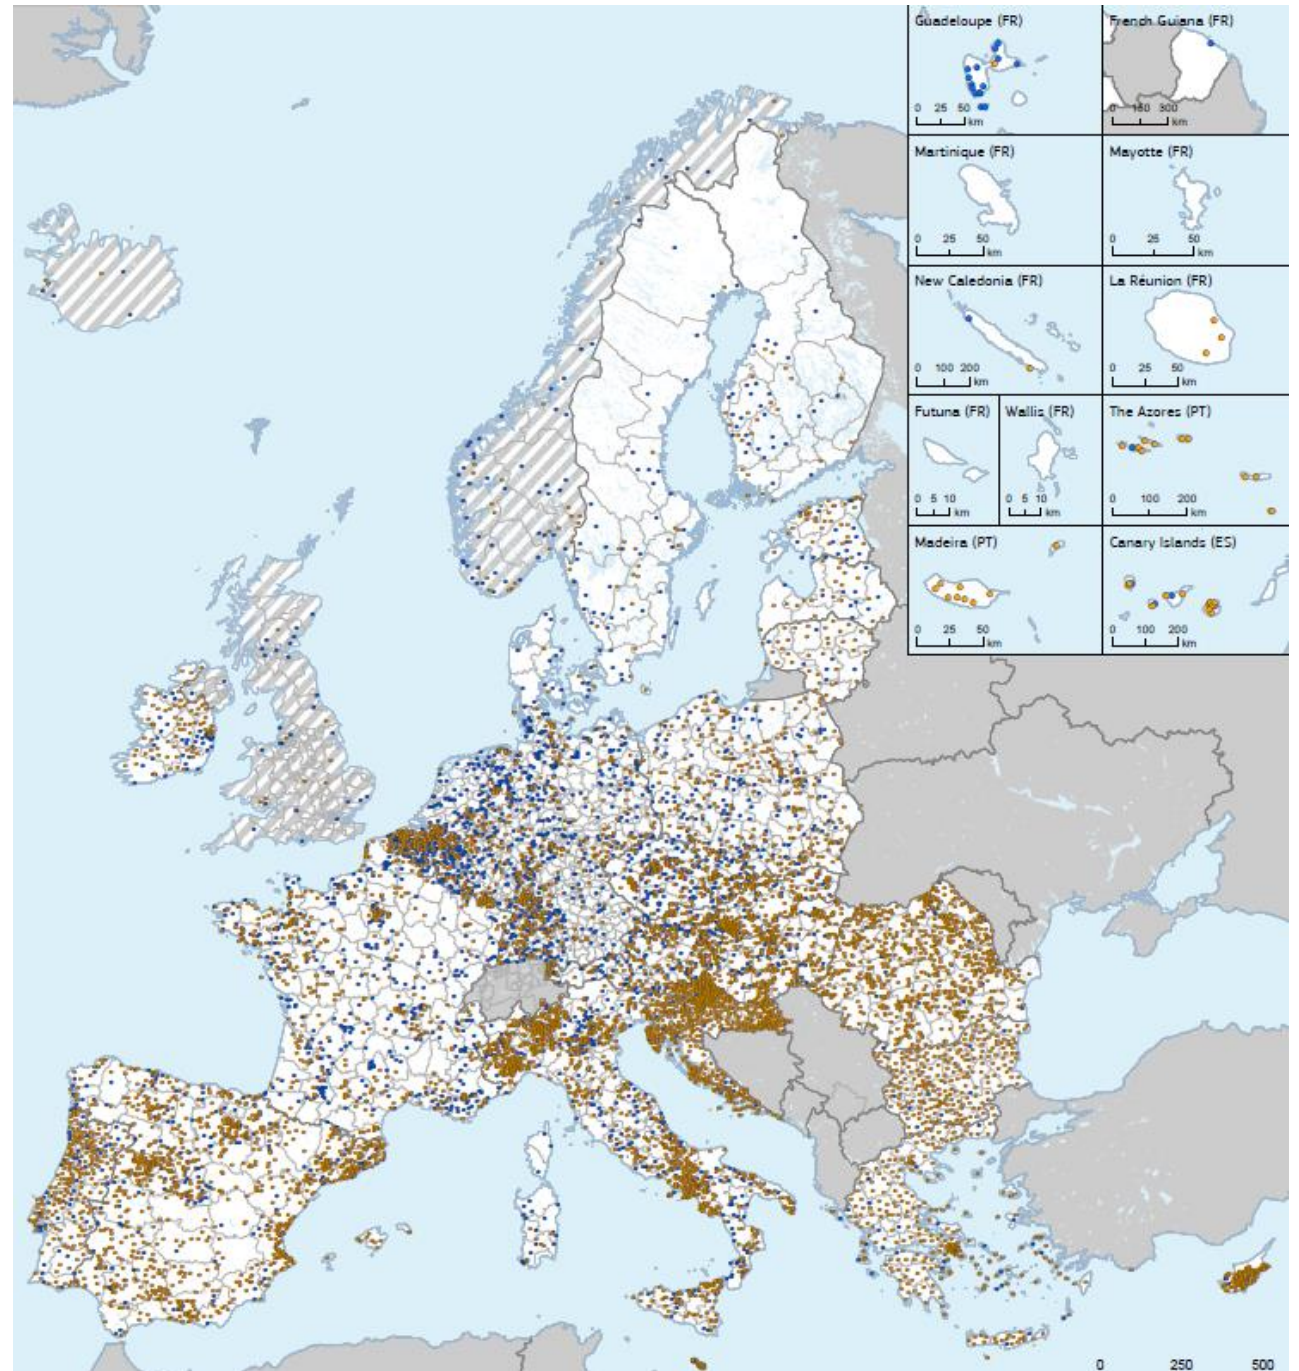 Guadeloupe (FR)
French Guiana (FR)
0 25 50
km
0 150 300
km
Martinique (FR)
Mayotte (FR)
0 25 50
km
0 25 50
km
New Caledonia (FR)
La Réunion (FR)
0 100 200
km
0 25 50
km
Futuna (FR)
Wallis (FR)
The Azores (PT)
0 5 10
km
0 5 10
km
0 100 200
km
Madeira (PT)
Canary Islands (ES)
0 25 50
km
0 100 200
km
0 250 500